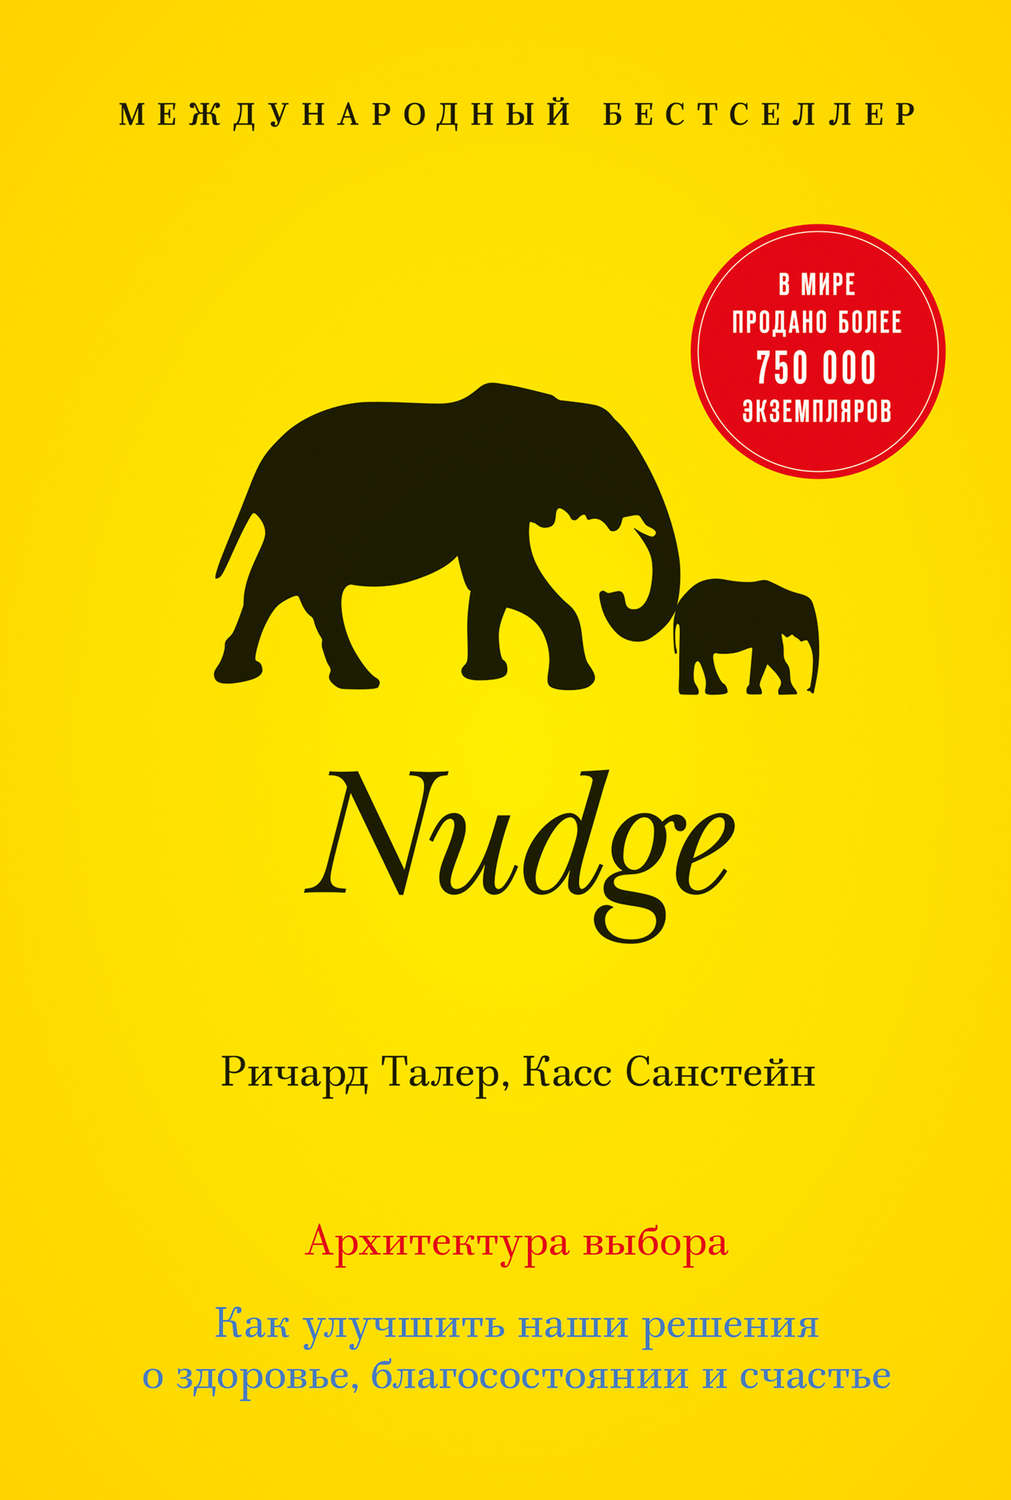 МЕЖДУНАРОДНЫЙ БЕСТСЕЛЛЕР
В МИРЕ
ПРОДАНО БОЛЕЕ
750 000
ЭКЗЕМПЛЯРОВ
Nudge
Ричард Талер, Касс Санстейн
Архитектура выбора
Как улучшить наши решения
о здоровье, благосостоянии и счастье